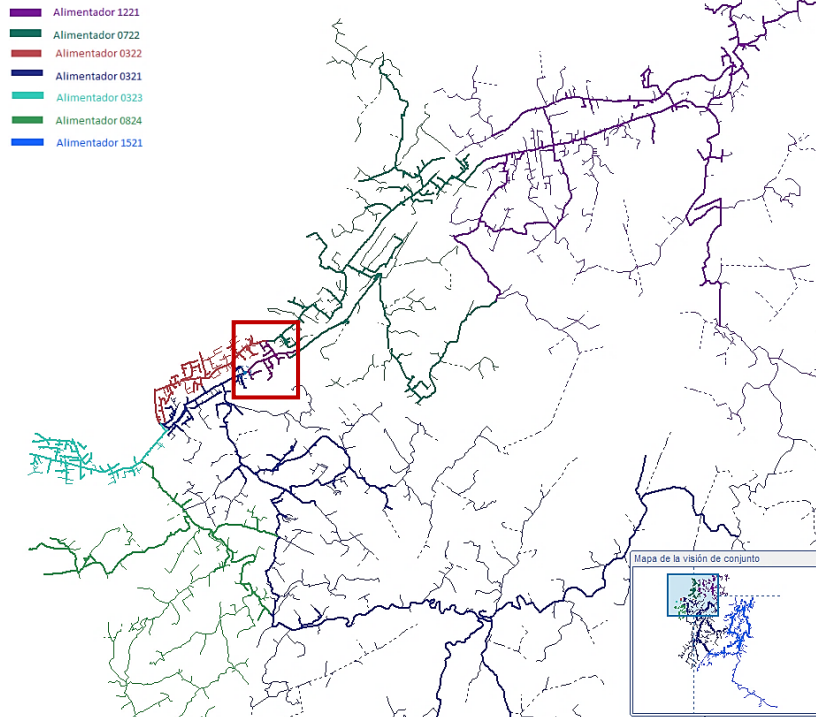 Alimentador 1221
Alimentador 0722
Alimentador 0322
Alimentador 0321
Alimentador 0323
Alimentador 0824
Alimentador 1521
Mapa de la visión de conjunto